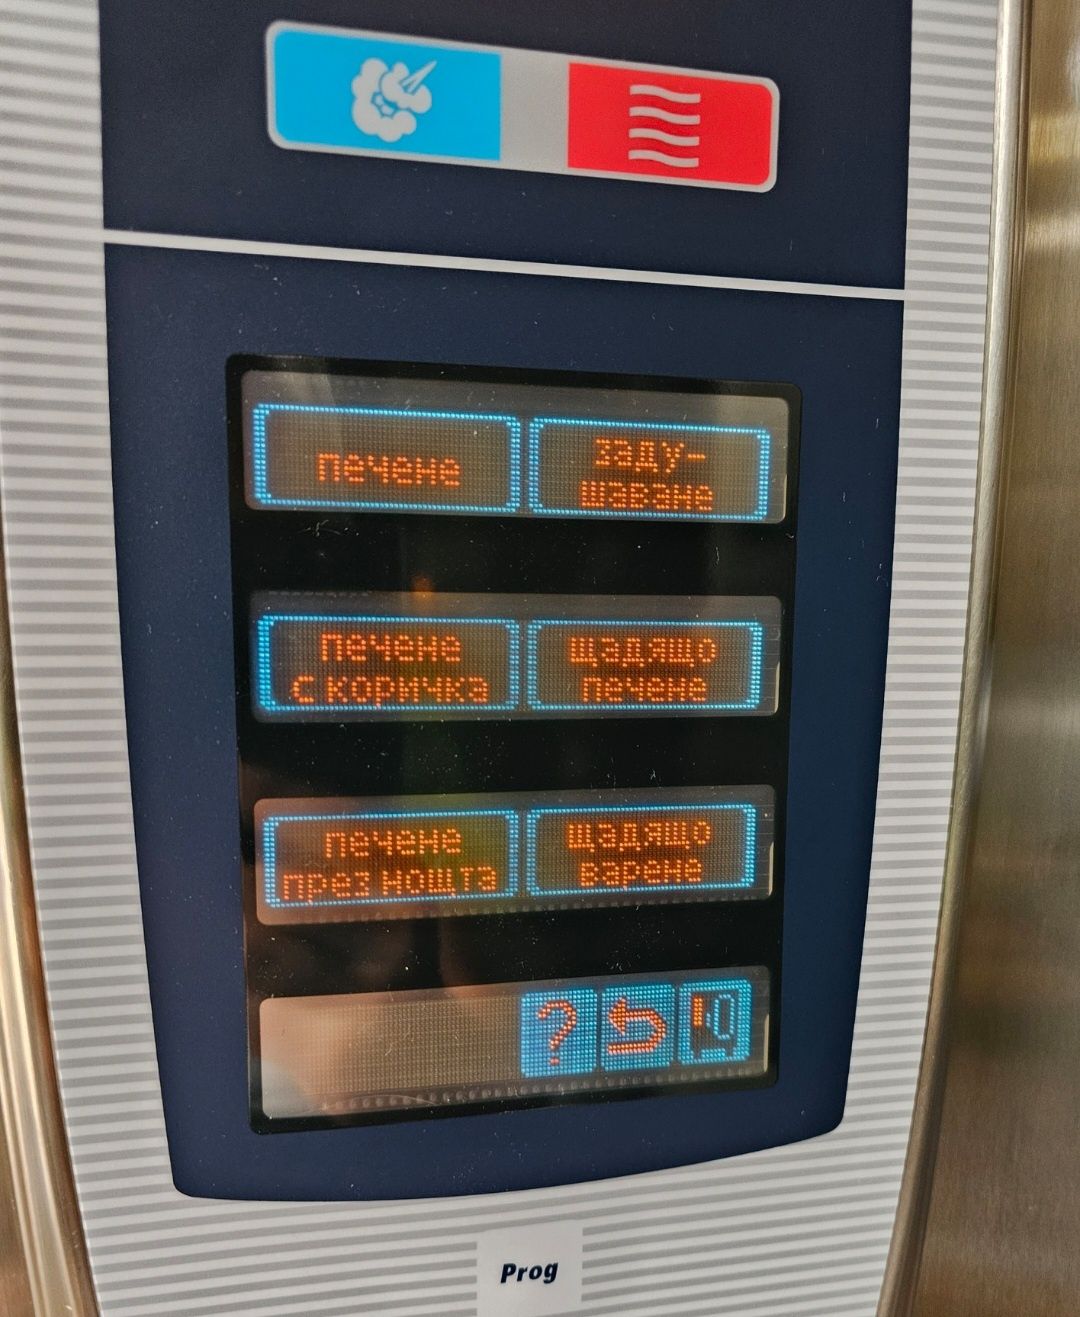 печене
заду-
шаване
печене
с коричка
щадящо
печене
печене
през нощта
щадящо
варене
?
Prog